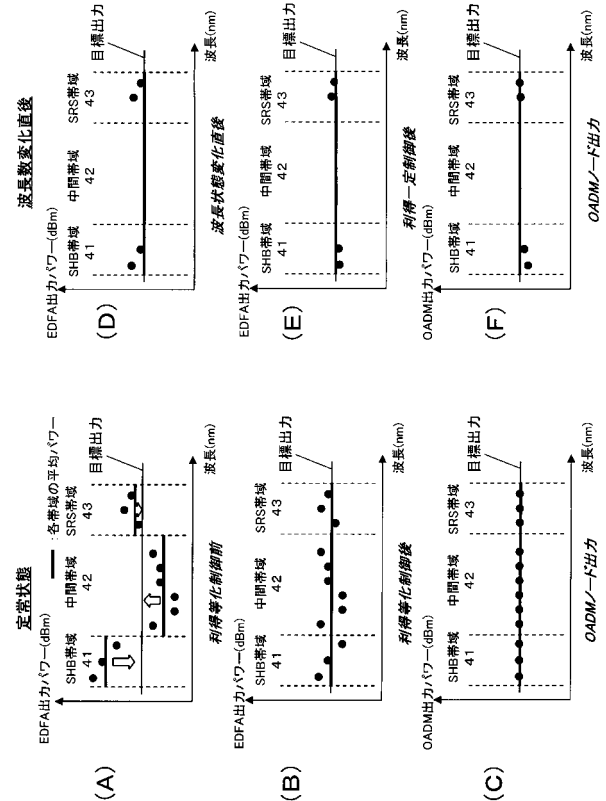 定常状態
各帯域の平均パワー
(A)
EDFA出力パワー(dBm)
SHB帯域
41
中間帯域
42
SRS帯域
43
目標出力
波長(nm)
利得等化制御前
(B)
EDFA出力パワー(dBm)
SHB帯域
41
中間帯域
42
SRS帯域
43
目標出力
波長(nm)
利得等化制御後
(C)
OADM出力パワー(dBm)
SHB帯域
41
中間帯域
42
SRS帯域
43
目標出力
波長(nm)
OADMノード出力
波長数変化直後
(D)
EDFA出力パワー(dBm)
SHB帯域
41
中間帯域
42
SRS帯域
43
目標出力
波長(nm)
波長状態変化直後
(E)
EDFA出力パワー(dBm)
SHB帯域
41
中間帯域
42
SRS帯域
43
目標出力
波長(nm)
利得一定制御後
(F)
OADM出力パワー(dBm)
SHB帯域
41
中間帯域
42
SRS帯域
43
目標出力
波長(nm)
OADMノード出力